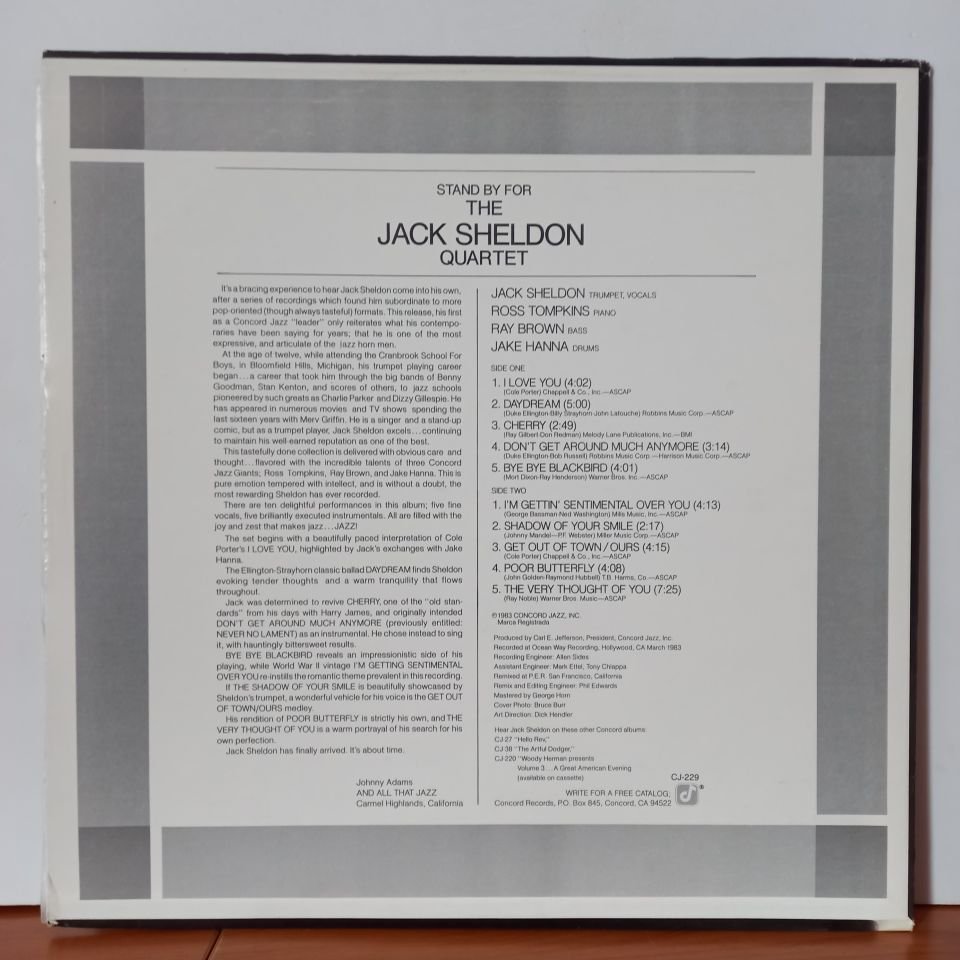 STAND BY FOR
THE
JACK SHELDON
QUARTET
It's a bracing experience to hear Jack Sheldon come into his own,
after a series of recordings which found him subordinate to more
pop-oriented (though always tasteful) formats. This release, his first
as a Concord Jazz "leader" only reiterates what his contempo-
raries have been saying for years; that he is one of the most
expressive, and articulate of the jazz horn men.
At the age of twelve, while attending the Cranbrook School For
Boys, in Bloomfield Hills, Michigan, his trumpet playing career
began...a career that took him through the big bands of Benny
Goodman, Stan Kenton, and scores of others, to jazz schools
pioneered by such greats as Charlie Parker and Dizzy Gillespie. He
has appeared in numerous movies and TV shows spending the
last sixteen years with Merv Griffin. He is a singer and a stand-up
comic, but as a trumpet player, Jack Sheldon excels...continuing
to maintain his well-earned reputation as one of the best.
This tastefully done collection is delivered with obvious care and
thought...flavored with the incredible talents of three Concord
Jazz Giants; Ross Tompkins, Ray Brown, and Jake Hanna. This is
pure emotion tempered with intellect, and is without a doubt, the
most rewarding Sheldon has ever recorded.
There are ten delightful performances in this album; five fine
vocals, five brilliantly executed instrumentals. All are filled with the
joy and zest that makes jazz...JAZZ!
The set begins with a beautifully paced interpretation of Cole
Porter's I LOVE YOU, highlighted by Jack's exchanges with Jake
Hanna.
The Ellington-Strayhorn classic ballad DAYDREAM finds Sheldon
evoking tender thoughts and a warm tranquility that flows
throughout.
Jack was determined to revive CHERRY, one of the "old stan-
dards" from his days with Harry James, and originally intended
DON'T GET AROUND MUCH ANYMORE (previously entitled:
NEVER NO LAMENT) as an instrumental. He chose instead to sing
it, with hauntingly bittersweet results.
BYE BYE BLACKBIRD reveals an impressionistic side of his
playing, while World War II vintage I'M GETTING SENTIMENTAL
OVER YOU re-instills the romantic theme prevalent in this recording.
If THE SHADOW OF YOUR SMILE is beautifully showcased by
Sheldon's trumpet, a wonderful vehicle for his voice is the GET OUT
OF TOWN/OURS medley.
His rendition of POOR BUTTERFLY is strictly his own, and THE
VERY THOUGHT OF YOU is a warm portrayal of his search for his
own perfection.
Jack Sheldon has finally arrived. It's about time.
Johnny Adams
AND ALL THAT JAZZ
Carmel Highlands, California
JACK SHELDON TRUMPET, VOCALS
ROSS TOMPKINS PIANO
RAY BROWN BASS
JAKE HANNA DRUMS
SIDE ONE
1. I LOVE YOU (4:02)
(Cole Porter) Chappell & Co., Inc.—ASCAP
2. DAYDREAM (5:00)
(Duke Ellington-Billy Strayhorn-John Latouche) Robbins Music Corp.—ASCAP
3. CHERRY (2:49)
(Ray Gilbert-Don Redman) Melody Lane Publications, Inc.—BMI
4. DON'T GET AROUND MUCH ANYMORE (3:14)
(Duke Ellington-Bob Russell) Robbins Music Corp.—Harrison Music Corp.—ASCAP
5. BYE BYE BLACKBIRD (4:01)
(Mort Dixon-Ray Henderson) Warner Bros. Inc.—ASCAP
SIDE TWO
1. I'M GETTIN' SENTIMENTAL OVER YOU (4:13)
(George Bassman-Ned Washington) Mills Music, Inc.—ASCAP
2. SHADOW OF YOUR SMILE (2:17)
(Johnny Mandel—P.F. Webster) Miller Music Corp.—ASCAP
3. GET OUT OF TOWN/OURS (4:15)
(Cole Porter) Chappell & Co., Inc.—ASCAP
4. POOR BUTTERFLY (4:08)
(John Golden-Raymond Hubbell) T.B. Harms, Co.—ASCAP
5. THE VERY THOUGHT OF YOU (7:25)
(Ray Noble) Warner Bros. Music—ASCAP
©1983 CONCORD JAZZ, INC.
Marca Registrada
Produced by Carl E. Jefferson, President, Concord Jazz, Inc.
Recorded at Ocean Way Recording, Hollywood, CA March 1983
Recording Engineer: Allen Sides
Assistant Engineer: Mark Ettel, Tony Chiappa
Remixed at P.E.R. San Francisco, California
Remix and Editing Engineer: Phil Edwards
Mastered by George Horn
Cover Photo: Bruce Burr
Art Direction: Dick Hendler
Hear Jack Sheldon on these other Concord albums:
CJ 27 "Hello Rev,"
CJ 38 "The Artful Dodger,"
CJ 220 "Woody Herman presents
Volume 3...A Great American Evening
(available on cassette)
CJ-229
WRITE FOR A FREE CATALOG;
Concord Records, P.O. Box 845, Concord, CA 94522